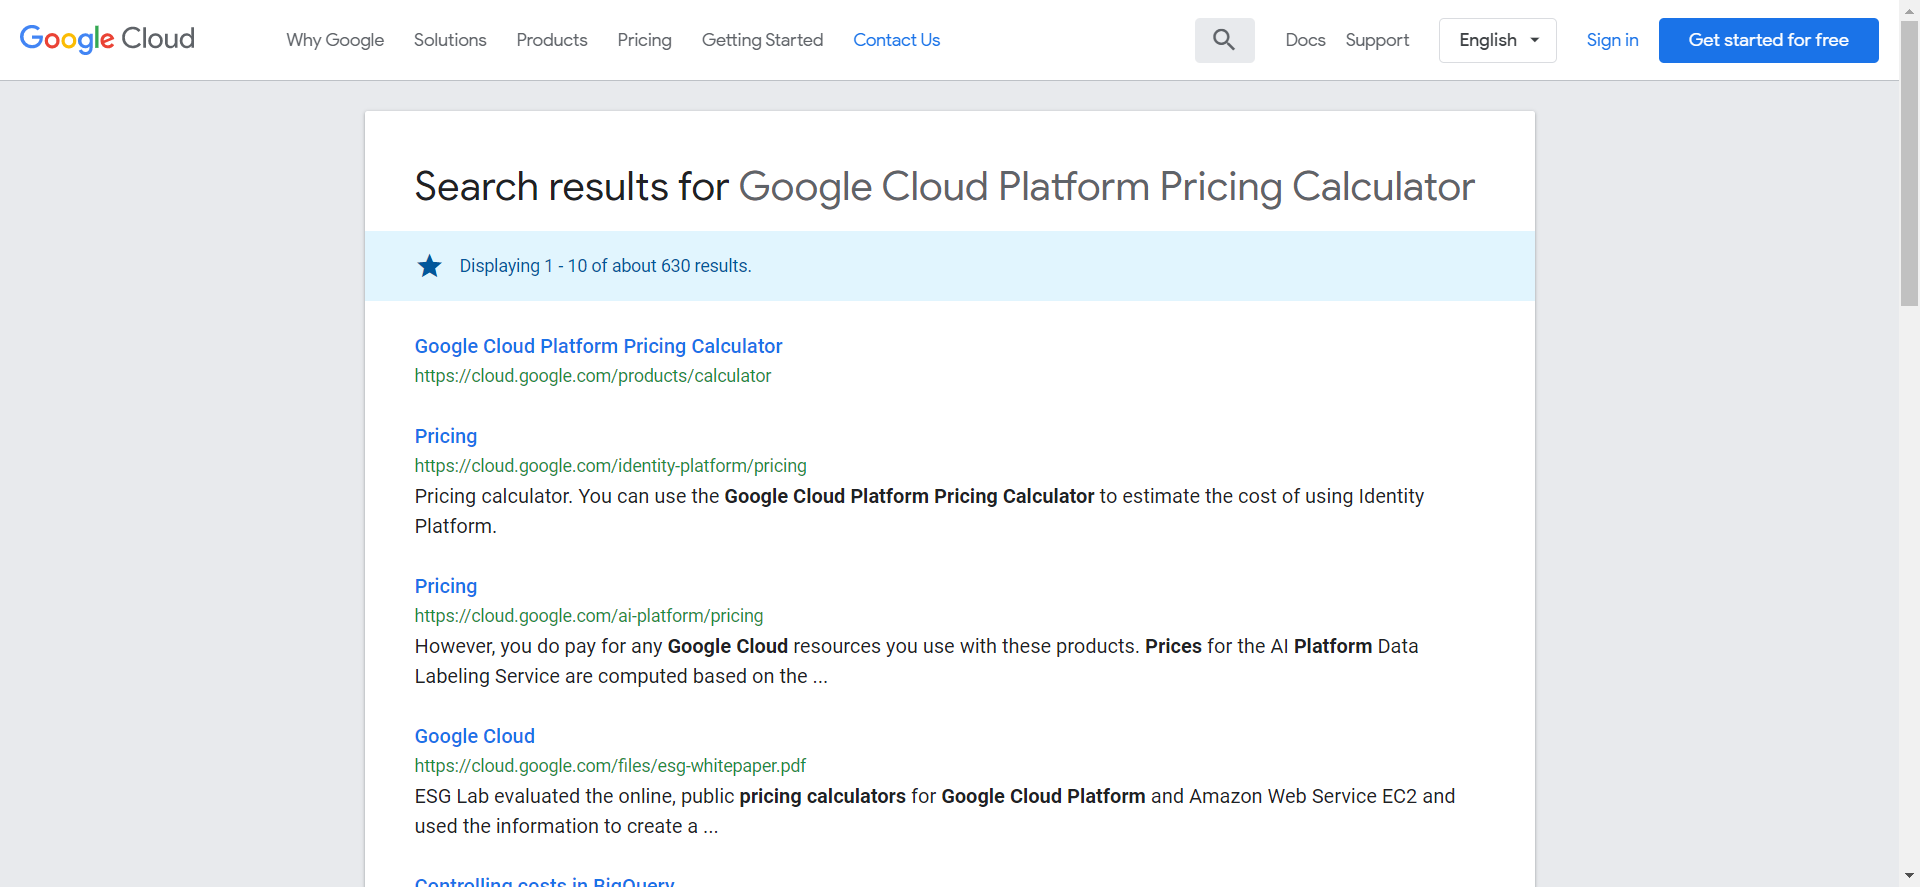 Google Cloud
Why Google
Solutions
Products
Pricing
Getting Started
Contact Us
Docs
Support
English
Sign in
Get started for free
Search results for Google Cloud Platform Pricing Calculator
Displaying 1 - 10 of about 630 results.
Google Cloud Platform Pricing Calculator
https://cloud.google.com/products/calculator
Pricing
https://cloud.google.com/identity-platform/pricing
Pricing calculator. You can use the Google Cloud Platform Pricing Calculator to estimate the cost of using Identity
Platform.
Pricing
https://cloud.google.com/ai-platform/pricing
However, you do pay for any Google Cloud resources you use with these products. Prices for the AI Platform Data
Labeling Service are computed based on the ...
Google Cloud
https://cloud.google.com/files/esg-whitepaper.pdf
ESG Lab evaluated the online, public pricing calculators for Google Cloud Platform and Amazon Web Service EC2 and
used the information to create a ...
Controlling costs in BigQuery